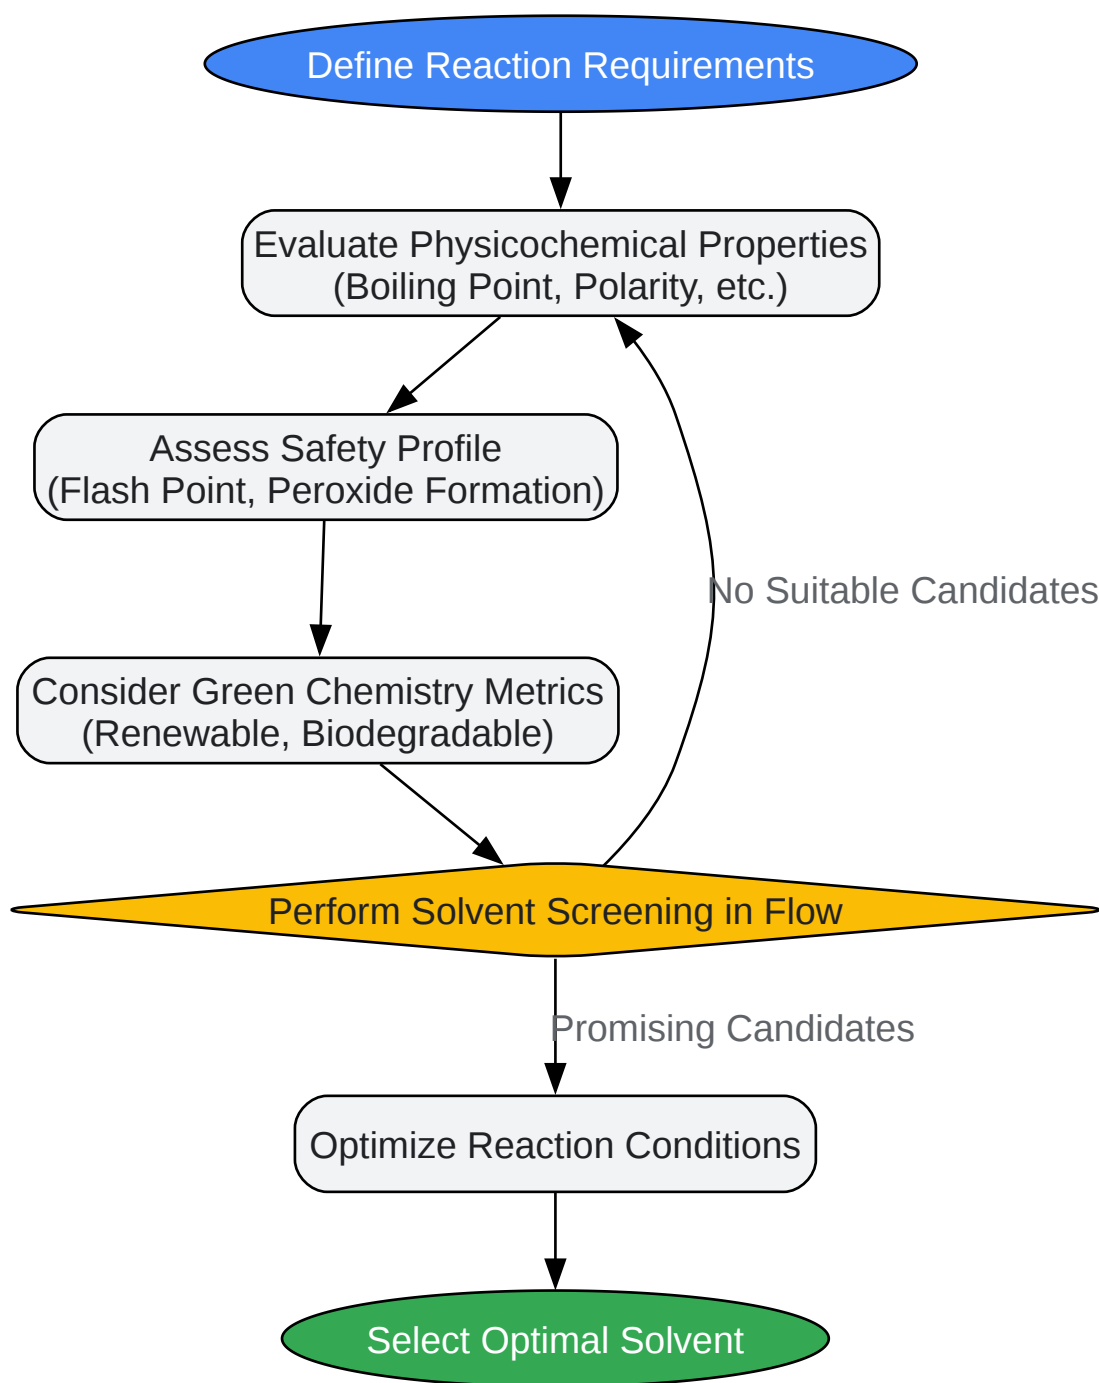 Define Reaction Requirements
Evaluate Physicochemical Properties
(Boiling Point, Polarity, etc.)
Assess Safety Profile
(Flash Point, Peroxide Formation)
No Suitable Candidates
Consider Green Chemistry Metrics
(Renewable, Biodegradable)
Perform Solvent Screening in Flow
Promising Candidates
Optimize Reaction Conditions
Select Optimal Solvent